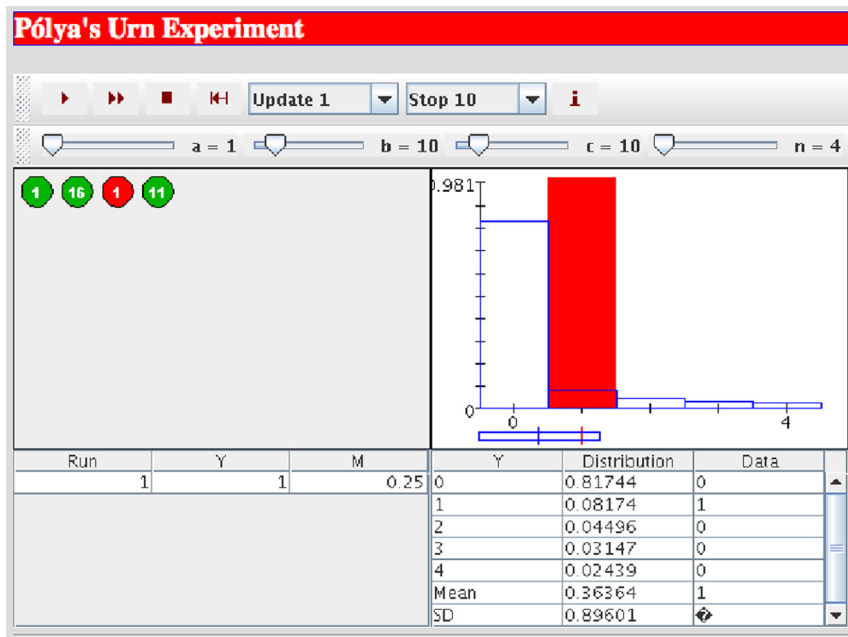 Pólya's Urn Experiment
Update 1 Stop 10 i
a = 1 b = 10 c = 10 n = 4
1 16 1 11
0.981
0
0 4
Run Y M
1 1 0.25
Y Distribution Data
0 0.81744 0
1 0.08174 1
2 0.04496 0
3 0.03147 0
4 0.02439 0
Mean 0.36364 1
SD 0.89601 �